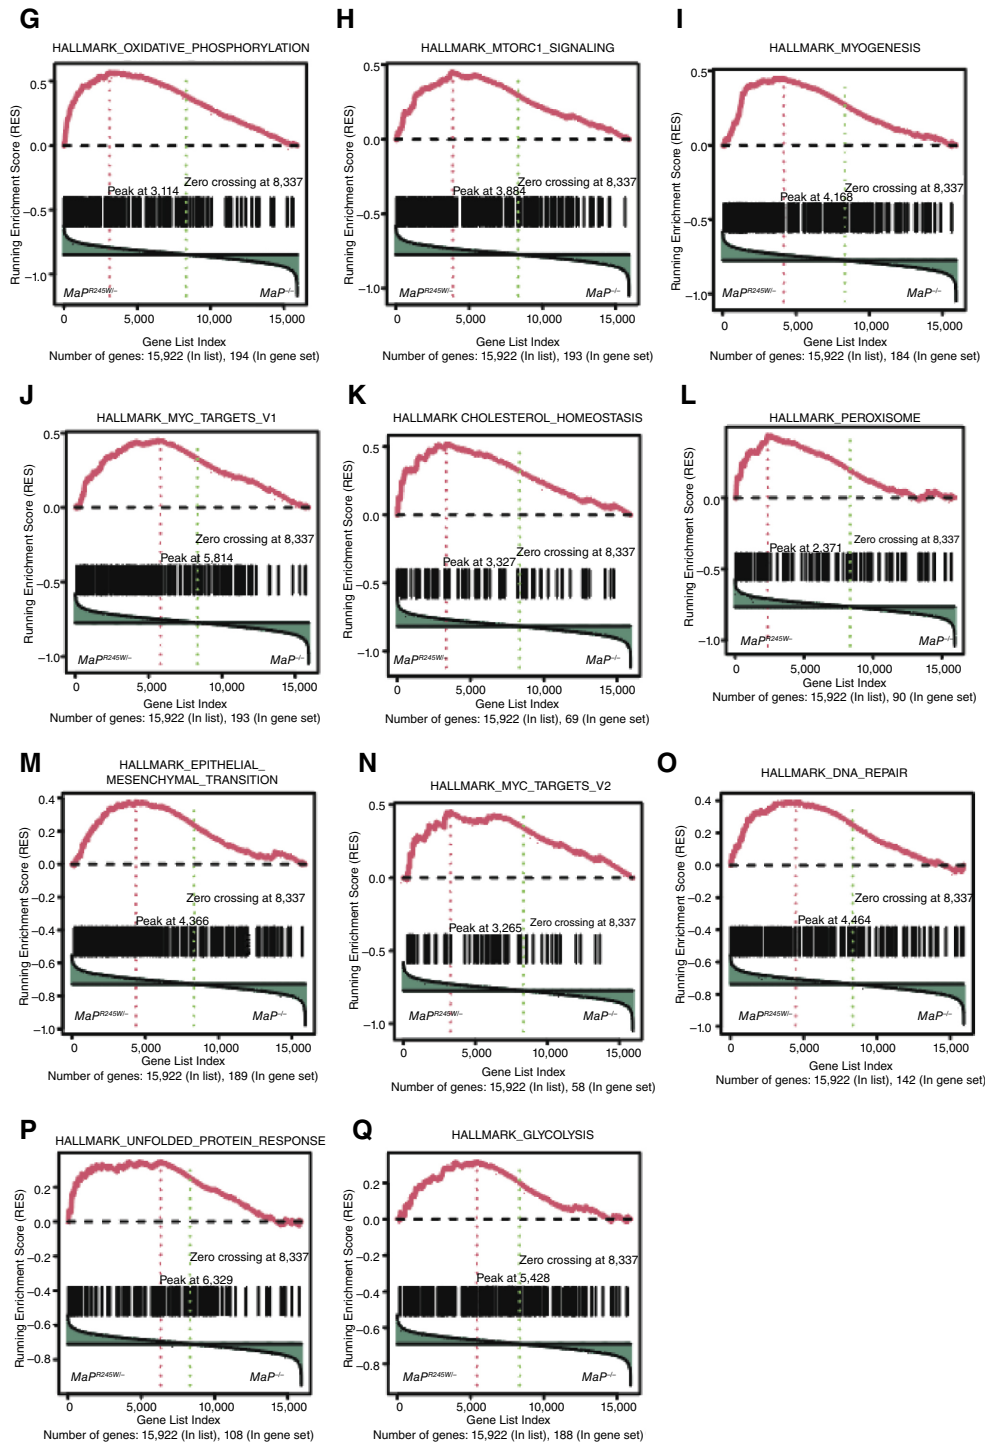 G
HALLMARK_OXIDATIVE_PHOSPHORYLATION
Running Enrichment Score (RES)
0.5
0.0
−0.5
−1.0
Peak at 3,114
Zero crossing at 8,337
MaPR245W/–
MaP–/–
0 5,000 10,000 15,000
Gene List Index
Number of genes: 15,922 (In list), 194 (In gene set)
H
HALLMARK_MTORC1_SIGNALING
Running Enrichment Score (RES)
0.5
0.0
−0.5
−1.0
Peak at 3,884
Zero crossing at 8,337
MaPR245W/–
MaP–/–
0 5,000 10,000 15,000
Gene List Index
Number of genes: 15,922 (In list), 193 (In gene set)
I
HALLMARK_MYOGENESIS
Running Enrichment Score (RES)
0.5
0.0
−0.5
−1.0
Peak at 4,168
Zero crossing at 8,337
MaPR245W/–
MaP–/–
0 5,000 10,000 15,000
Gene List Index
Number of genes: 15,922 (In list), 184 (In gene set)
J
HALLMARK_MYC_TARGETS_V1
Running Enrichment Score (RES)
0.5
0.0
−0.5
−1.0
Peak at 5,814
Zero crossing at 8,337
MaPR245W/–
MaP–/–
0 5,000 10,000 15,000
Gene List Index
Number of genes: 15,922 (In list), 193 (In gene set)
K
HALLMARK CHOLESTEROL_HOMEOSTASIS
Running Enrichment Score (RES)
0.5
0.0
−0.5
−1.0
Peak at 3,327
Zero crossing at 8,337
MaPR245W/–
MaP–/–
0 5,000 10,000 15,000
Gene List Index
Number of genes: 15,922 (In list), 69 (In gene set)
L
HALLMARK_PEROXISOME
Running Enrichment Score (RES)
0.0
−0.5
−1.0
Peak at 2,371
Zero crossing at 8,337
MaPR245W/–
MaP–/–
0 5,000 10,000 15,000
Gene List Index
Number of genes: 15,922 (In list), 90 (In gene set)
M
HALLMARK_EPITHELIAL_
MESENCHYMAL_TRANSITION
Running Enrichment Score (RES)
0.4
0.2
0.0
−0.2
−0.4
−0.6
−0.8
−1.0
Peak at 4,366
Zero crossing at 8,337
MaPR245W/–
MaP–/–
0 5,000 10,000 15,000
Gene List Index
Number of genes: 15,922 (In list), 189 (In gene set)
N
HALLMARK_MYC_TARGETS_V2
Running Enrichment Score (RES)
0.5
0.0
−0.5
−1.0
Peak at 3,265
Zero crossing at 8,337
MaPR245W/–
MaP–/–
0 5,000 10,000 15,000
Gene List Index
Number of genes: 15,922 (In list), 58 (In gene set)
O
HALLMARK_DNA_REPAIR
Running Enrichment Score (RES)
0.4
0.2
0.0
−0.2
−0.4
−0.6
−0.8
−1.0
Peak at 4,464
Zero crossing at 8,337
MaPR245W/–
MaP–/–
0 5,000 10,000 15,000
Gene List Index
Number of genes: 15,922 (In list), 142 (In gene set)
P
HALLMARK_UNFOLDED_PROTEIN_RESPONSE
Running Enrichment Score (RES)
0.2
0.0
−0.2
−0.4
−0.6
−0.8
Peak at 6,329
Zero crossing at 8,337
MaPR245W/–
MaP–/–
0 5,000 10,000 15,000
Gene List Index
Number of genes: 15,922 (In list), 108 (In gene set)
Q
HALLMARK_GLYCOLYSIS
Running Enrichment Score (RES)
0.2
0.0
−0.2
−0.4
−0.6
−0.8
Peak at 5,428
Zero crossing at 8,337
MaPR245W/–
MaP–/–
0 5,000 10,000 15,000
Gene List Index
Number of genes: 15,922 (In list), 188 (In gene set)